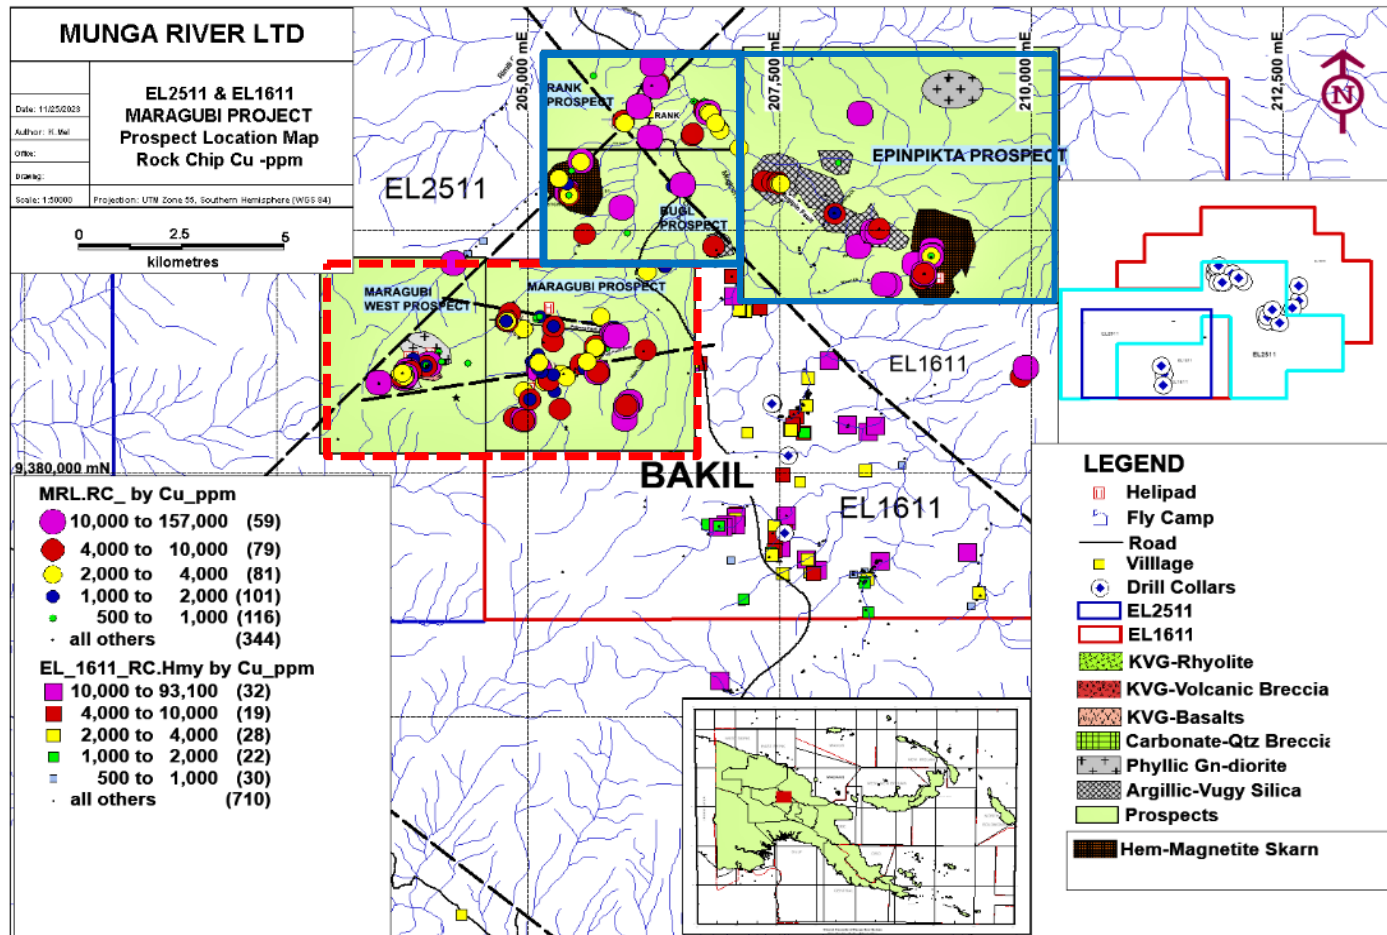 MUNGA RIVER LTD
Date: 11/25/2023
Author: K. Mel
Office:
Drawing:
EL2511 & EL1611
MARAGUBI PROJECT
Prospect Location Map
Rock Chip Cu -ppm
Scale: 1:50000
Projection: UTM Zone 55, Southern Hemisphere (WGS 84)
0 2.5 5
kilometres
205,000 mE
207,500 mE
210,000 mE
212,500 mE
N
RANK
PROSPECT
RANK
EPINPIKTA PROSPECT
EL2511
BUGL
PROSPECT
MARAGUBI
WEST PROSPECT
MARAGUBI PROSPECT
EL1611
9,380,000 mN
BAKIL
EL1611
EL2511
EL1611
MRL.RC_ by Cu_ppm
10,000 to 157,000 (59)
4,000 to 10,000 (79)
2,000 to 4,000 (81)
1,000 to 2,000 (101)
500 to 1,000 (116)
all others (344)
EL_1611_RC.Hmy by Cu_ppm
10,000 to 93,100 (32)
4,000 to 10,000 (19)
2,000 to 4,000 (28)
1,000 to 2,000 (22)
500 to 1,000 (30)
all others (710)
LEGEND
H Helipad
Fly Camp
Road
Villlage
Drill Collars
EL2511
EL1611
KVG-Rhyolite
KVG-Volcanic Breccia
KVG-Basalts
Carbonate-Qtz Breccia
Phyllic Gn-diorite
Argillic-Vugy Silica
Prospects
Hem-Magnetite Skarn